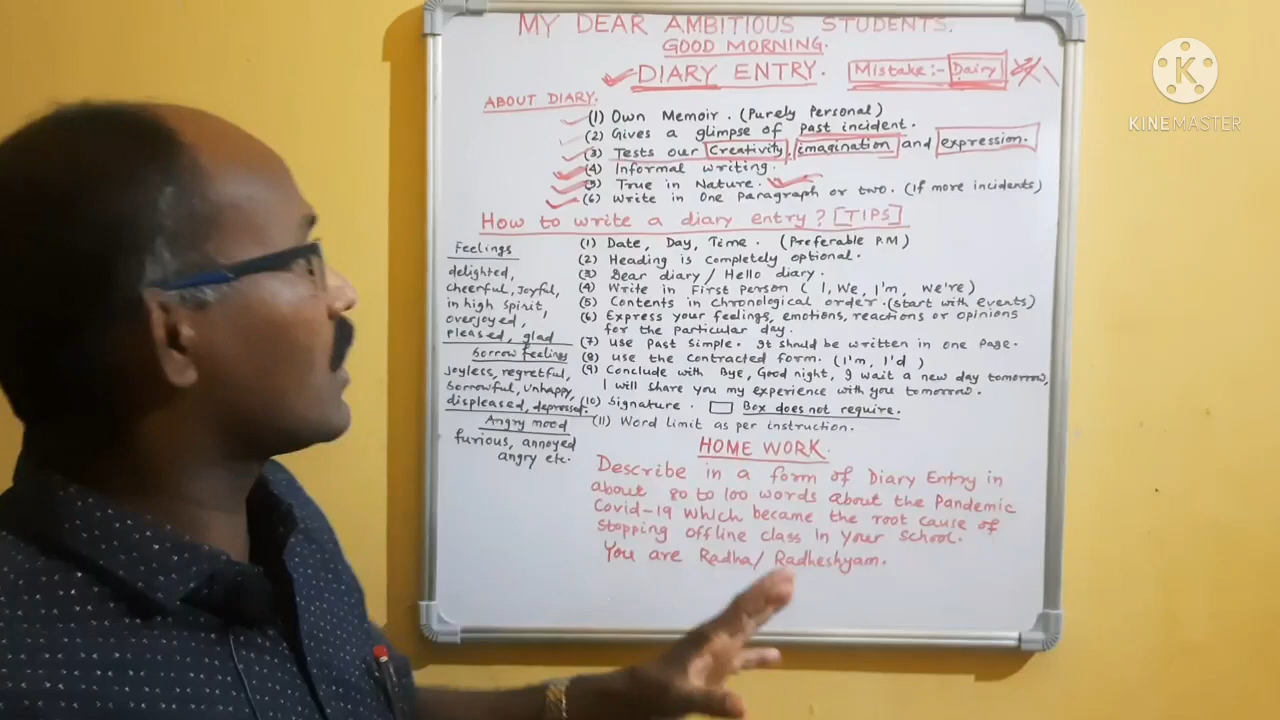 MY DEAR AMBITIOUS STUDENTS.
GOOD MORNING.
DIARY ENTRY. Mistake:- Dairy
ABOUT DIARY.
(1) Own Memoir. (Purely Personal)
(2) Gives a glimpse of past incident.
(3) Tests our Creativity, imagination and expression.
(4) Informal writing.
(5) True in Nature.
(6) Write in One Paragraph or two. (If more incidents)
How to write a diary entry? [TIPS]
(1) Date, Day, Time. (Preferable P.M)
(2) Heading is completely optional.
(3) Dear diary / Hello diary.
(4) Write in First Person ( I, We, I'm, We're)
(5) Contents in chronological order. (start with events)
(6) Express your feelings, emotions, reactions or opinions
for the particular day.
(7) use Past Simple. It should be written in one page.
(8) use the contracted form. (I'm, I'd)
(9) Conclude with Bye, Good night, I wait a new day tomorrow,
I will share you my experience with you tomorrow.
(10) Signature. Box does not require.
(11) Word limit as per instruction.
Feelings
delighted,
cheerful, Joyful,
in high Spirit,
overjoyed,
pleased, glad
Sorrow feelings
joyless, regretful,
Sorrowful, Unhappy,
displeased, depressed.
Angry mood
furious, annoyed
angry etc.
HOME WORK.
Describe in a form of Diary Entry in
about 80 to 100 words about the Pandemic
Covid-19 which became the root cause of
stopping offline class in your school.
You are Radha/ Radheshyam.
K
KINEMASTER